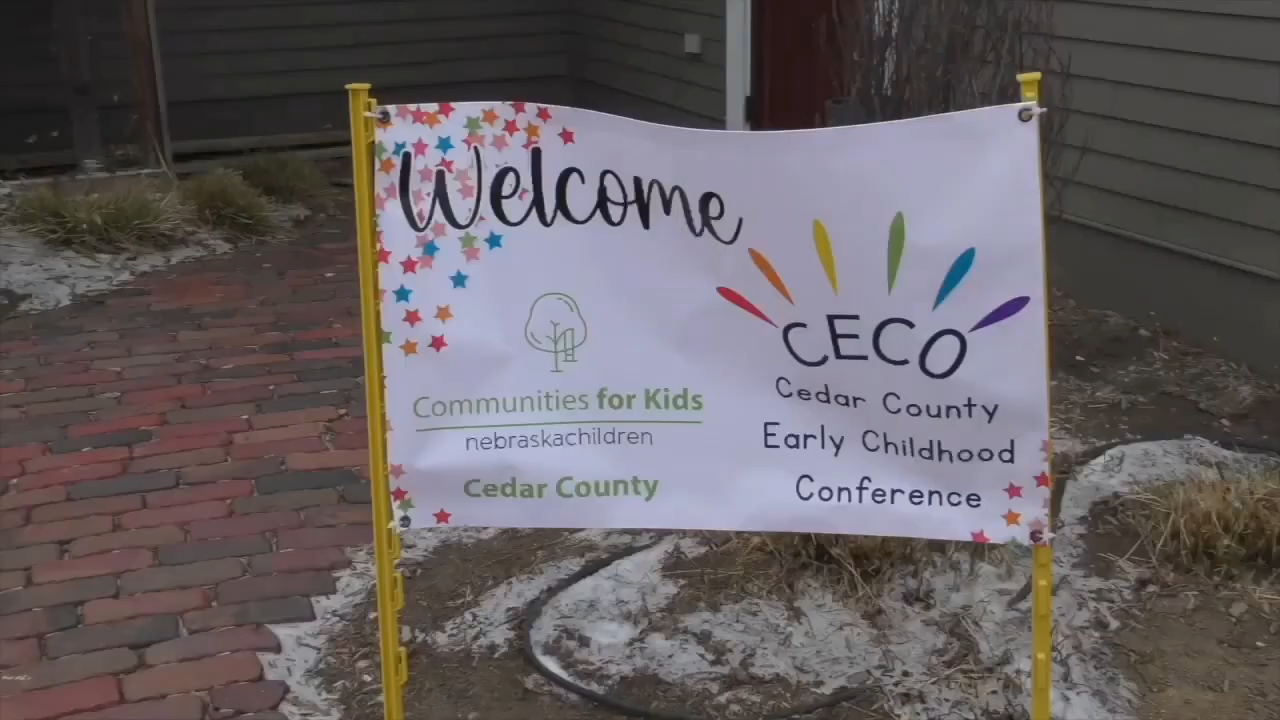 Welcome
Communities for Kids
nebraskachildren
Cedar County
CECO
Cedar County
Early Childhood
Conference